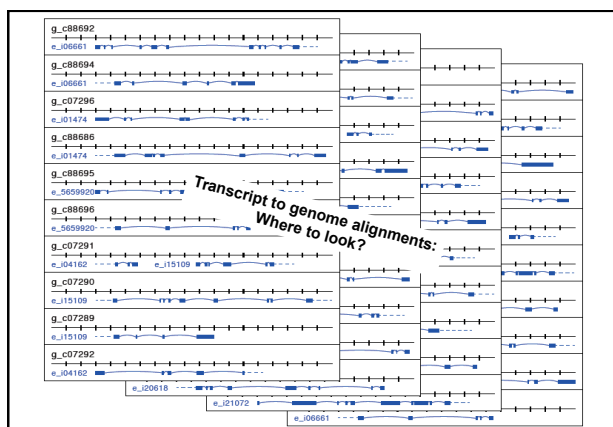 g_c88692
e_i06661
g_c88694
e_i06661
g_c07296
e_i01474
g_c88686
e_i01474
g_c88695
e_5659920
g_c88696
e_5659920
g_c07291
e_i04162 e_i15109
g_c07290
e_i15109
g_c07289
e_i15109
g_c07292
e_i04162
Transcript to genome alignments:
Where to look?
e_i20618
e_i21072
e_i06661